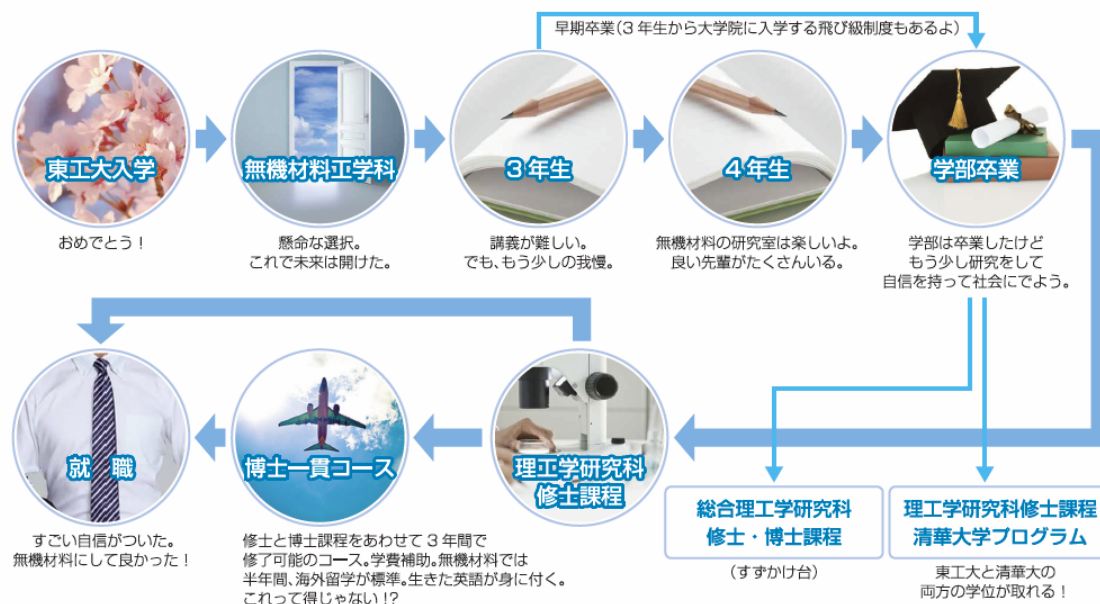 早期卒業(3年生から大学院に入学する飛び級制度もあるよ)
東工大入学
おめでとう！
無機材料工学科
懸命な選択。
これで未来は開けた。
3年生
講義が難しい。
でも、もう少しの我慢。
4年生
無機材料の研究室は楽しいよ。
良い先輩がたくさんいる。
学部卒業
学部は卒業したけど
もう少し研究をして
自信を持って社会にでよう。
就 職
すごい自信がついた。
無機材料にして良かった！
博士一貫コース
修士と博士課程をあわせて3年間で
修了可能のコース。学費補助。無機材料では
半年間、海外留学が標準。生きた英語が身に付く。
これって得じゃない!?
理工学研究科
修士課程
総合理工学研究科
修士・博士課程
(すずかけ台)
理工学研究科修士課程
清華大学プログラム
東工大と清華大の
両方の学位が取れる！